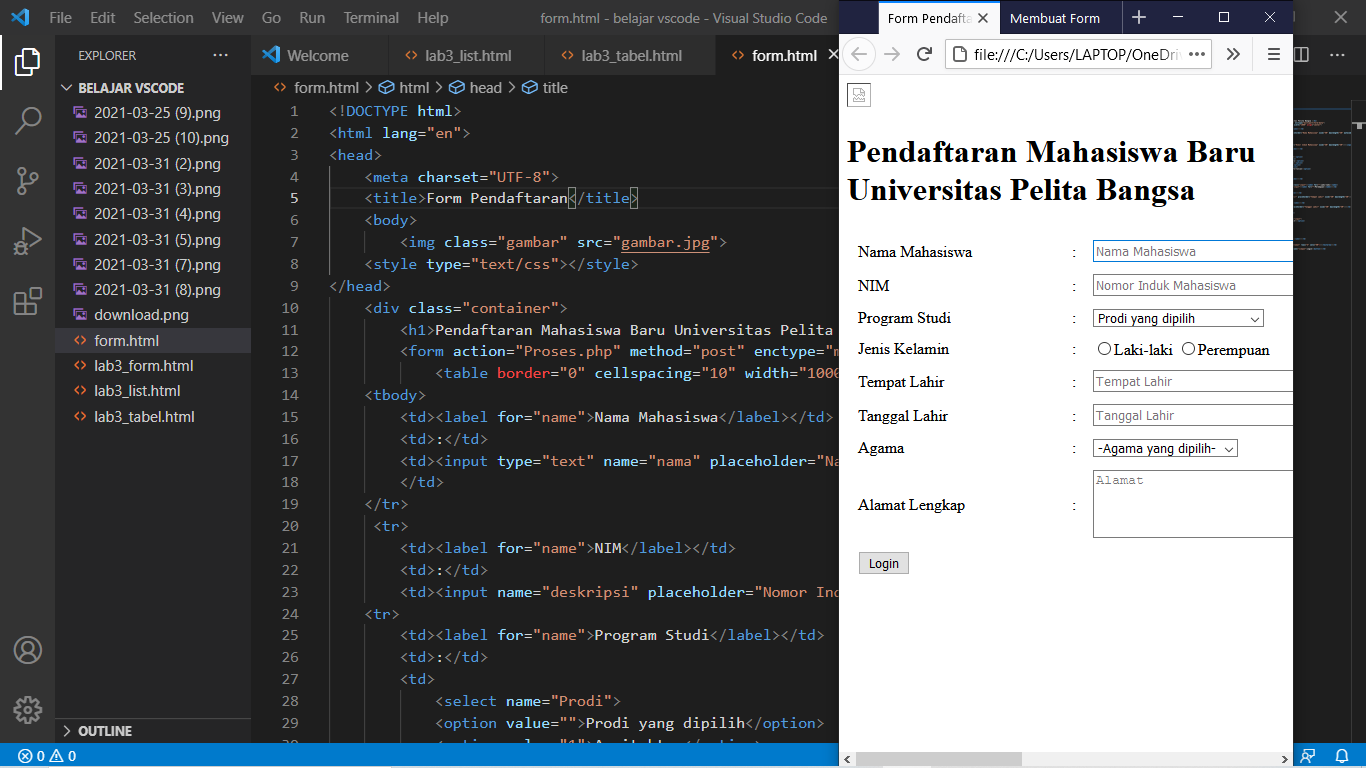 File Edit Selection View Go Run Terminal Help form.html - belajar vscode - Visual Studio Code
EXPLORER
BELAJAR VSCODE
2021-03-25 (9).png
2021-03-25 (10).png
2021-03-31 (2).png
2021-03-31 (3).png
2021-03-31 (4).png
2021-03-31 (5).png
2021-03-31 (7).png
2021-03-31 (8).png
download.png
form.html
lab3_form.html
lab3_list.html
lab3_tabel.html
OUTLINE
0 0
Welcome lab3_list.html lab3_tabel.html form.html
form.html > html > head > title
1 <!DOCTYPE html>
2 <html lang="en">
3 <head>
4 <meta charset="UTF-8">
5 <title>Form Pendaftaran</title>
6 <body>
7 <img class="gambar" src="gambar.jpg">
8 <style type="text/css"></style>
9 </head>
10 <div class="container">
11 <h1>Pendaftaran Mahasiswa Baru Universitas Pelita
12 <form action="Proses.php" method="post" enctype="m
13 <table border="0" cellspacing="10" width="1000
14 <tbody>
15 <td><label for="name">Nama Mahasiswa</label></td>
16 <td>:</td>
17 <td><input type="text" name="nama" placeholder="Na
18 </td>
19 </tr>
20 <tr>
21 <td><label for="name">NIM</label></td>
22 <td>:</td>
23 <td><input name="deskripsi" placeholder="Nomor Ind
24 <tr>
25 <td><label for="name">Program Studi</label></td>
26 <td>:</td>
27 <td>
28 <select name="Prodi">
29 <option value="">Prodi yang dipilih</option>
Form Pendafta Membuat Form
file:///C:/Users/LAPTOP/OneDri
Pendaftaran Mahasiswa Baru
Universitas Pelita Bangsa
Nama Mahasiswa : Nama Mahasiswa
NIM : Nomor Induk Mahasiswa
Program Studi : Prodi yang dipilih
Jenis Kelamin : Laki-laki Perempuan
Tempat Lahir : Tempat Lahir
Tanggal Lahir : Tanggal Lahir
Agama : -Agama yang dipilih-
Alamat Lengkap : Alamat
Login